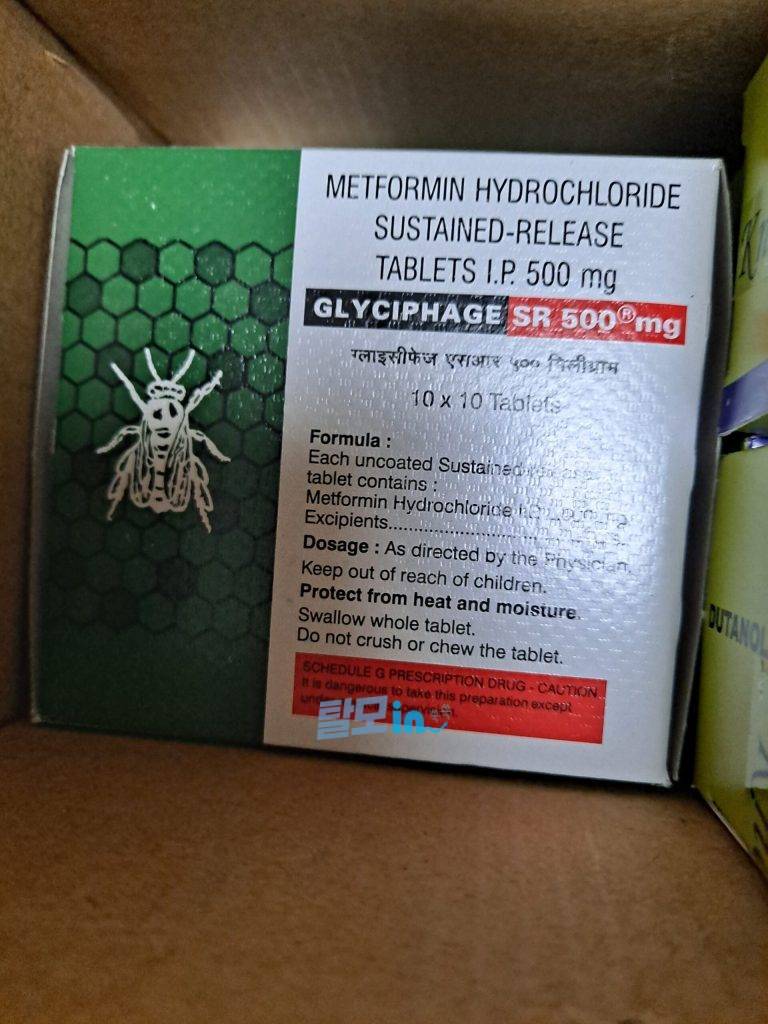 METFORMIN HYDROCHLORIDE
SUSTAINED-RELEASE
TABLETS I.P. 500 mg
GLYCIPHAGE SR 500® mg
ग्लाइसीफेज एसआर ५०० मिलीग्राम
10 x 10 Tablets
Formula :
Each uncoated Sustained-release
tablet contains :
Metformin Hydrochloride
Excipients
Dosage : As directed by the Physician.
Keep out of reach of children.
Protect from heat and moisture.
Swallow whole tablet.
Do not crush or chew the tablet.
SCHEDULE G PRESCRIPTION DRUG - CAUTION
It is dangerous to take this preparation except
탈모in
DUTANOL